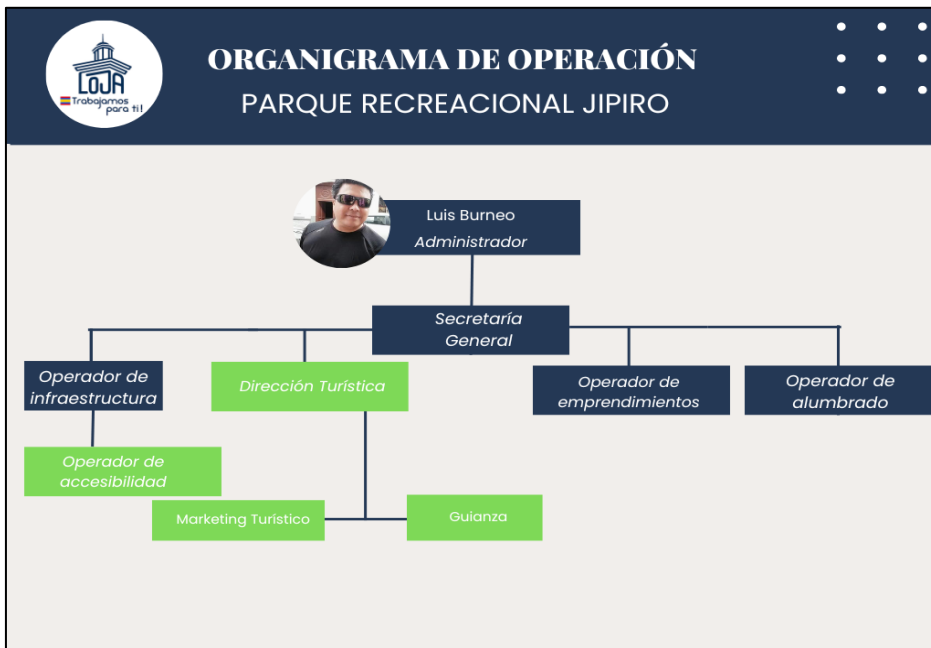 LOJA
Trabajamos
para ti!
ORGANIGRAMA DE OPERACIÓN
PARQUE RECREACIONAL JIPIRO
Luis Burneo
Administrador
Secretaría
General
Operador de
infraestructura
Dirección Turística
Operador de
emprendimientos
Operador de
alumbrado
Operador de
accesibilidad
Marketing Turístico
Guianza